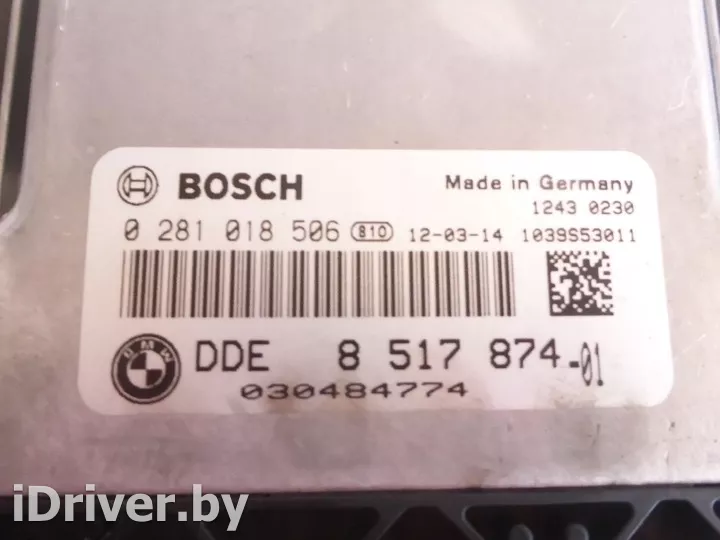 BOSCH
Made in Germany
1243 0230
0 281 018 506 810 12-03-14 1039S53011
BMW
DDE 8 517 874-01
030484774
iDriver.by